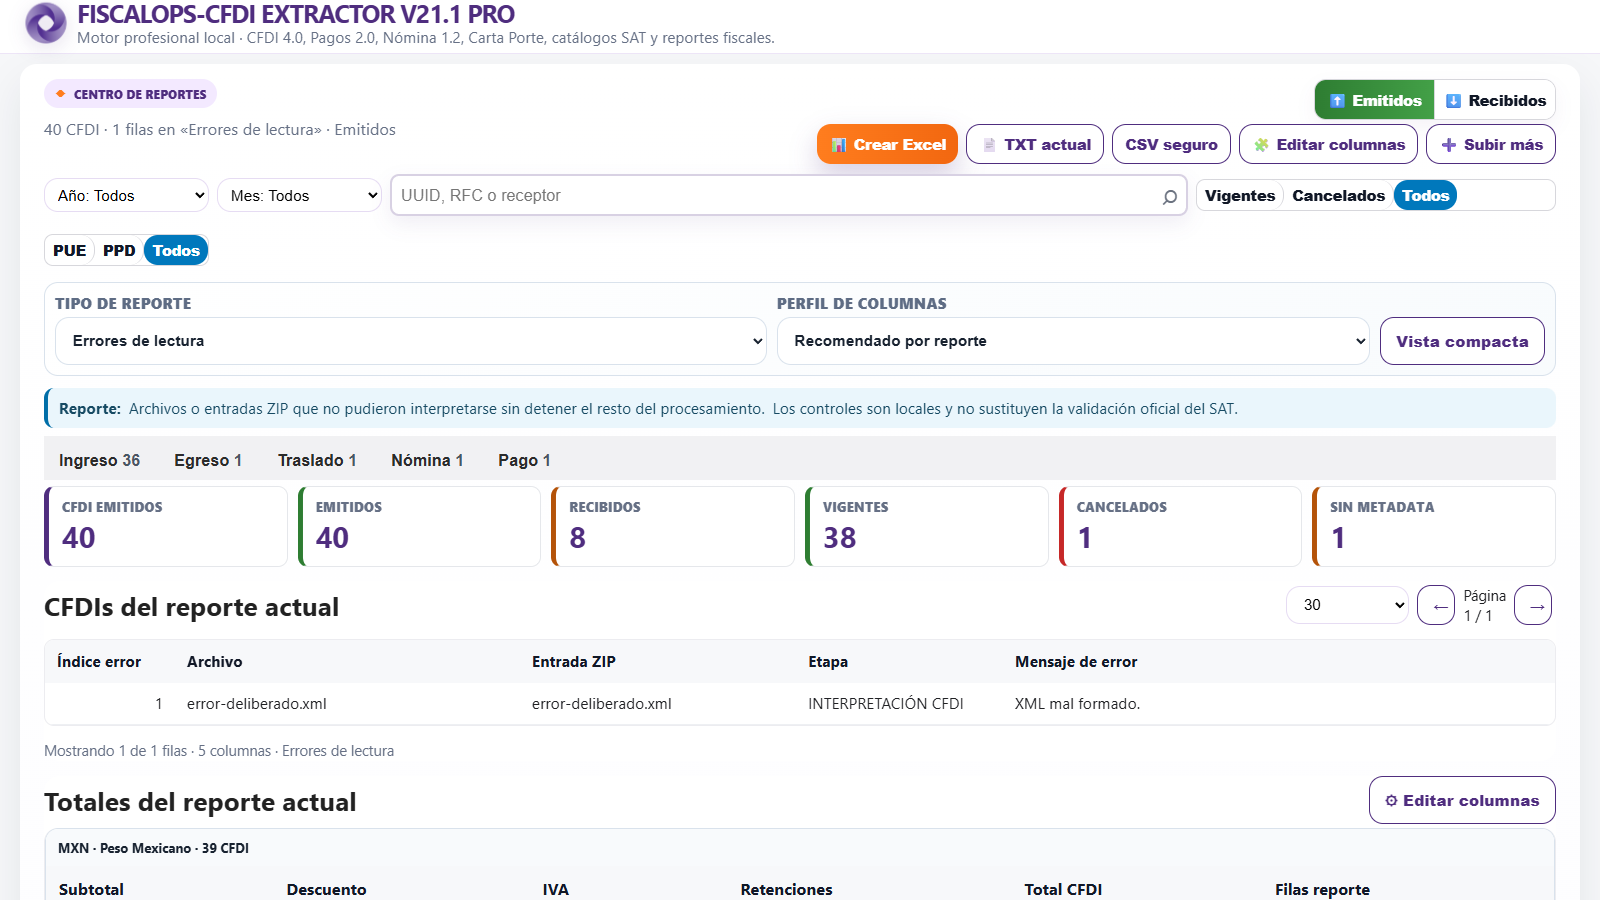 FISCALOPS-CFDI EXTRACTOR V21.1 PRO
Motor profesional local · CFDI 4.0, Pagos 2.0, Nómina 1.2, Carta Porte, catálogos SAT y reportes fiscales.
CENTRO DE REPORTES
40 CFDI · 1 filas en «Errores de lectura» · Emitidos
Emitidos Recibidos
Crear Excel TXT actual CSV seguro Editar columnas Subir más
Año: Todos Mes: Todos UUID, RFC o receptor Vigentes Cancelados Todos
PUE PPD Todos
TIPO DE REPORTE PERFIL DE COLUMNAS
Errores de lectura Recomendado por reporte Vista compacta
Reporte: Archivos o entradas ZIP que no pudieron interpretarse sin detener el resto del procesamiento. Los controles son locales y no sustituyen la validación oficial del SAT.
Ingreso 36 Egreso 1 Traslado 1 Nómina 1 Pago 1
CFDI EMITIDOS EMITIDOS RECIBIDOS VIGENTES CANCELADOS SIN METADATA
40 40 8 38 1 1
CFDIs del reporte actual 30 ← Página 1 / 1 →
Índice error Archivo Entrada ZIP Etapa Mensaje de error
1 error-deliberado.xml error-deliberado.xml INTERPRETACIÓN CFDI XML mal formado.
Mostrando 1 de 1 filas · 5 columnas · Errores de lectura
Totales del reporte actual Editar columnas
MXN · Peso Mexicano · 39 CFDI
Subtotal Descuento IVA Retenciones Total CFDI Filas reporte